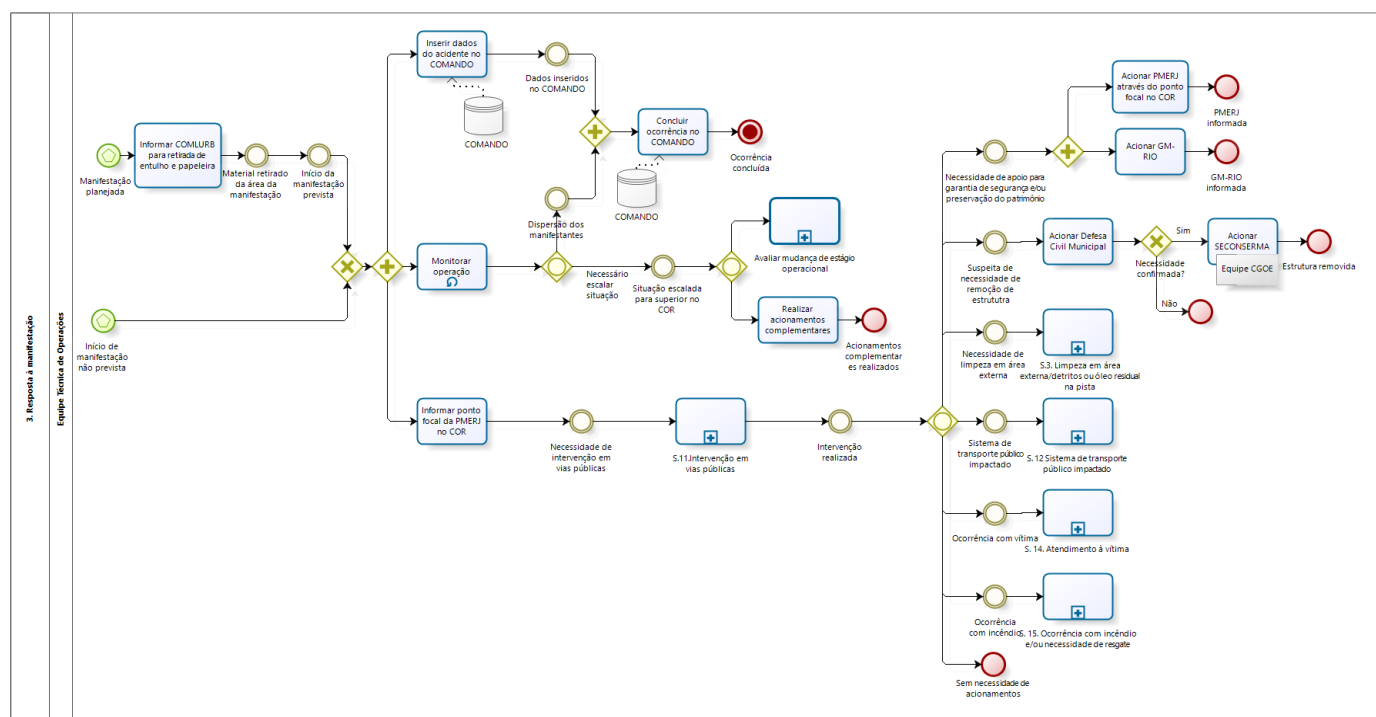 3. Resposta à manifestação
Equipe Técnica de Operações
Manifestação
planejada
Informar COMLURB
para retirada de
entulho e papeleira
Material retirado
da área da
manifestação
Início da
manifestação
prevista
Início de
manifestação
não prevista
Inserir dados
do acidente no
COMANDO
COMANDO
Dados inseridos
no COMANDO
Concluir
ocorrência no
COMANDO
COMANDO
Ocorrência
concluída
Dispersão dos
manifestantes
Monitorar
operação
Necessário
escalar
situação
Situação escalada
para superior no
COR
Avaliar mudança de estágio
operacional
Realizar
acionamentos
complementares
Acionamentos
complementar
es realizados
Informar ponto
focal da PMERJ
no COR
Necessidade de
intervenção em
vias públicas
S.11.Intervenção em
vias públicas
Intervenção
realizada
Necessidade de apoio para
garantia de segurança e/ou
preservação do patrimônio
Acionar PMERJ
através do ponto
focal no COR
PMERJ
informada
Acionar GM-
RIO
GM-RIO
informada
Suspeita de
necessidade de
remoção de
estrututra
Acionar Defesa
Civil Municipal
Necessidade
confirmada?
Sim
Não
Acionar
SECONSERMA
Equipe CGOE
Estrutura removida
Necessidade de
limpeza em área
externa
S.3. Limpeza em área
externa/detritos ou óleo residual
na pista
Sistema de
transporte público
impactado
S.12 Sistema de transporte
público impactado
Ocorrência com vítima
S. 14. Atendimento à vítima
Ocorrência
com incêndio
S. 15. Ocorrência com incêndio
e/ou necessidade de resgate
Sem necessidade de
acionamentos